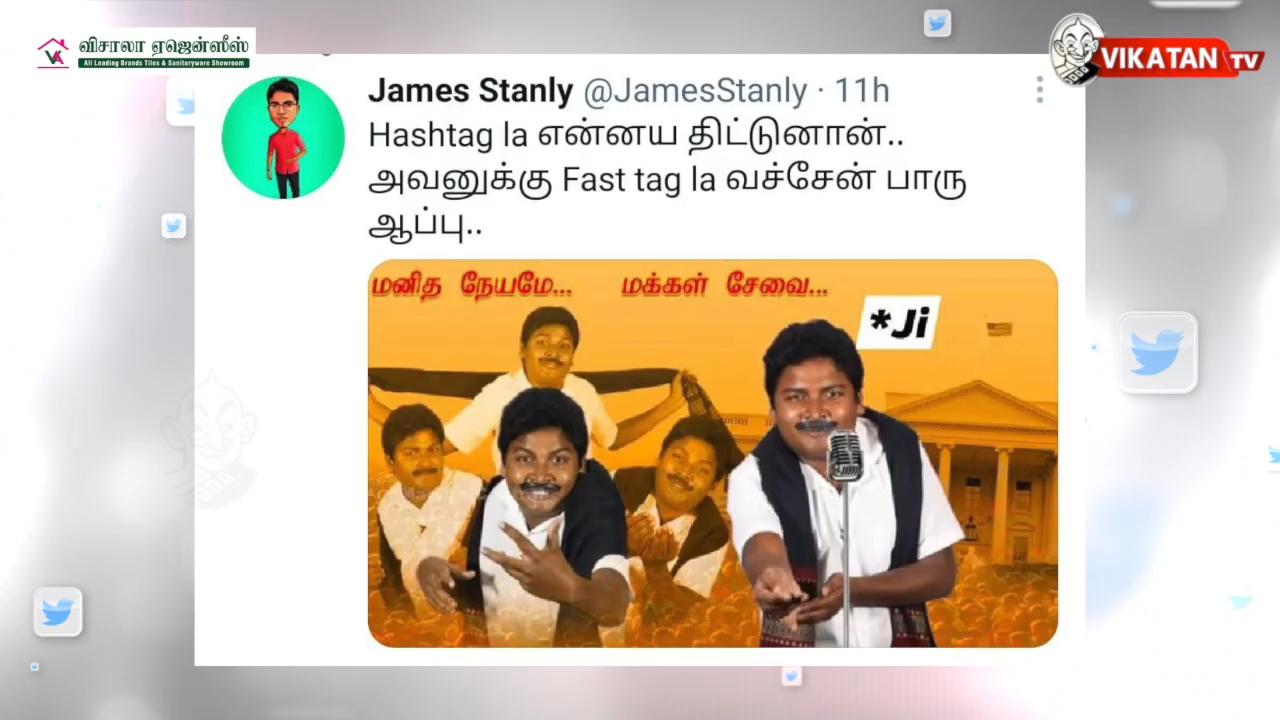 விசாலா ஏஜென்ஸீஸ்
All Leading Brands Tiles & Sanitaryware Showroom
VIKATAN TV
James Stanly @JamesStanly · 11h
Hashtag la என்னய திட்டுனான்..
அவனுக்கு Fast tag la வச்சேன் பாரு
ஆப்பு..
மனித நேயமே... மக்கள் சேவை...
*Ji